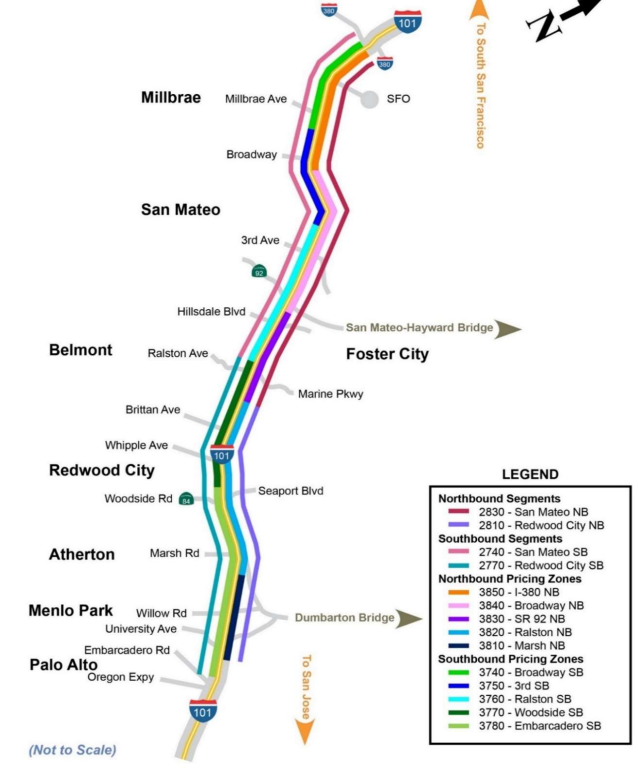 380
101
N
To South San Francisco
380
Millbrae
Millbrae Ave
SFO
Broadway
San Mateo
3rd Ave
92
Hillsdale Blvd
San Mateo-Hayward Bridge
Belmont
Ralston Ave
Foster City
Marine Pkwy
Brittan Ave
Whipple Ave
101
Redwood City
Woodside Rd
84
Seaport Blvd
Atherton
Marsh Rd
Menlo Park
Willow Rd
Dumbarton Bridge
University Ave
Embarcadero Rd
Palo Alto
Oregon Expy
To San Jose
101
(Not to Scale)
LEGEND
Northbound Segments
2830 - San Mateo NB
2810 - Redwood City NB
Southbound Segments
2740 - San Mateo SB
2770 - Redwood City SB
Northbound Pricing Zones
3850 - I-380 NB
3840 - Broadway NB
3830 - SR 92 NB
3820 - Ralston NB
3810 - Marsh NB
Southbound Pricing Zones
3740 - Broadway SB
3750 - 3rd SB
3760 - Ralston SB
3770 - Woodside SB
3780 - Embarcadero SB